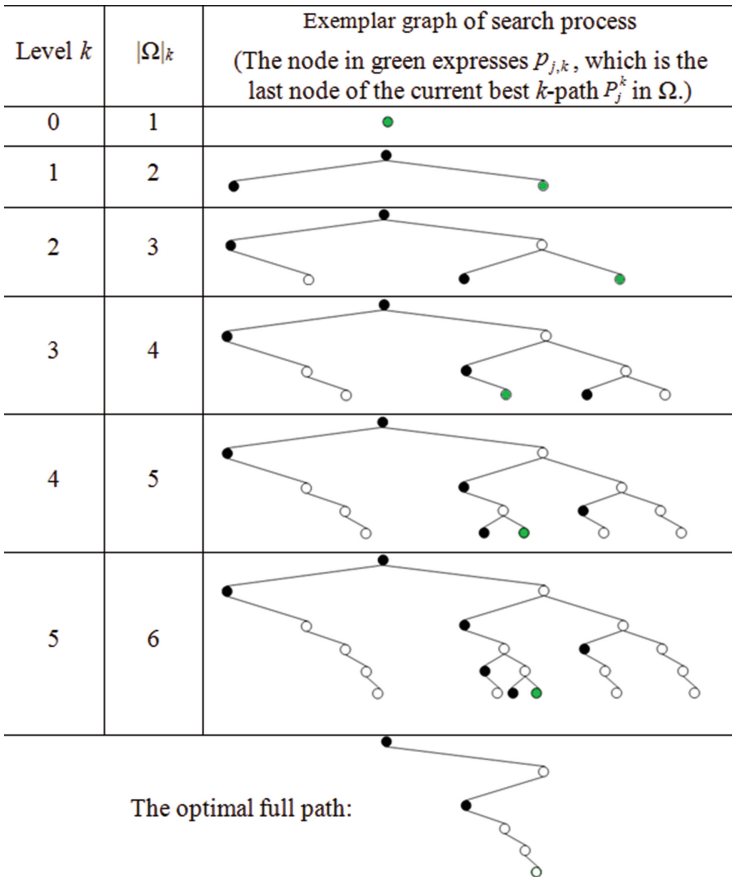 Level k
|Ω|k
Exemplar graph of search process
(The node in green expresses pj,k, which is the
last node of the current best k-path Pjk in Ω.)
0 1
1 2
2 3
3 4
4 5
5 6
The optimal full path: